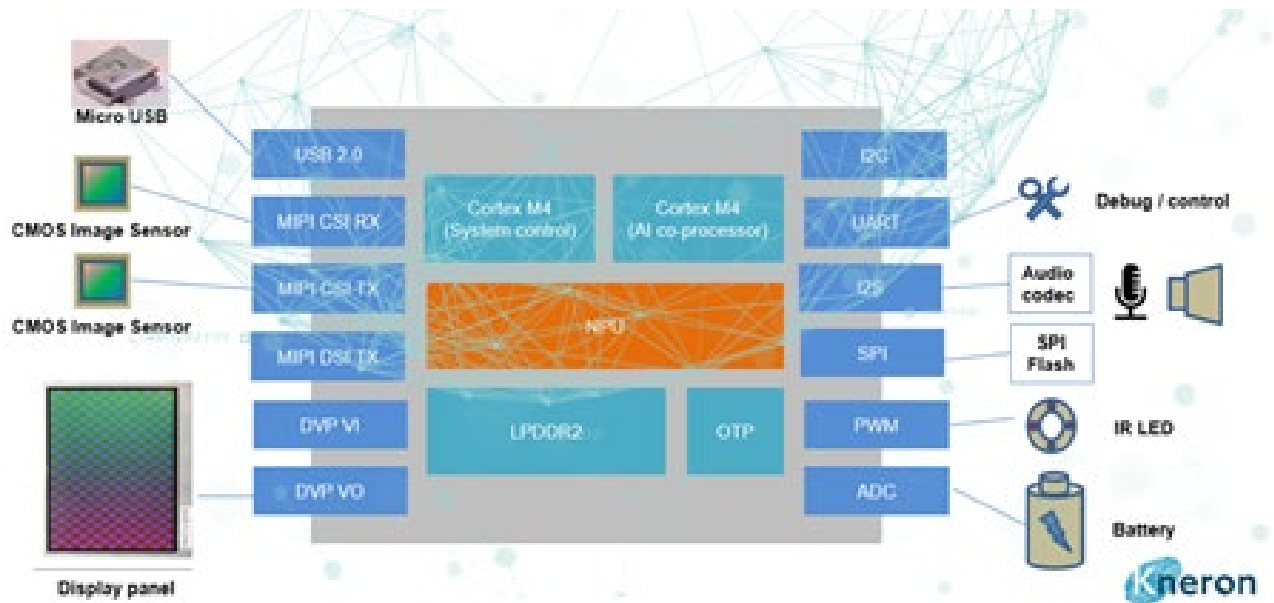 Micro USB
CMOS Image Sensor
CMOS Image Sensor
Display panel
USB 2.0
MIPI CSI RX
MIPI CSI TX
MIPI DSI TX
DVP VI
DVP VO
Cortex M4
(System control)
Cortex M4
(AI co-processor)
NPU
LPDDR2
OTP
I2C
UART
I2S
SPI
PWM
ADC
Debug / control
Audio
codec
SPI
Flash
IR LED
Battery
Kneron